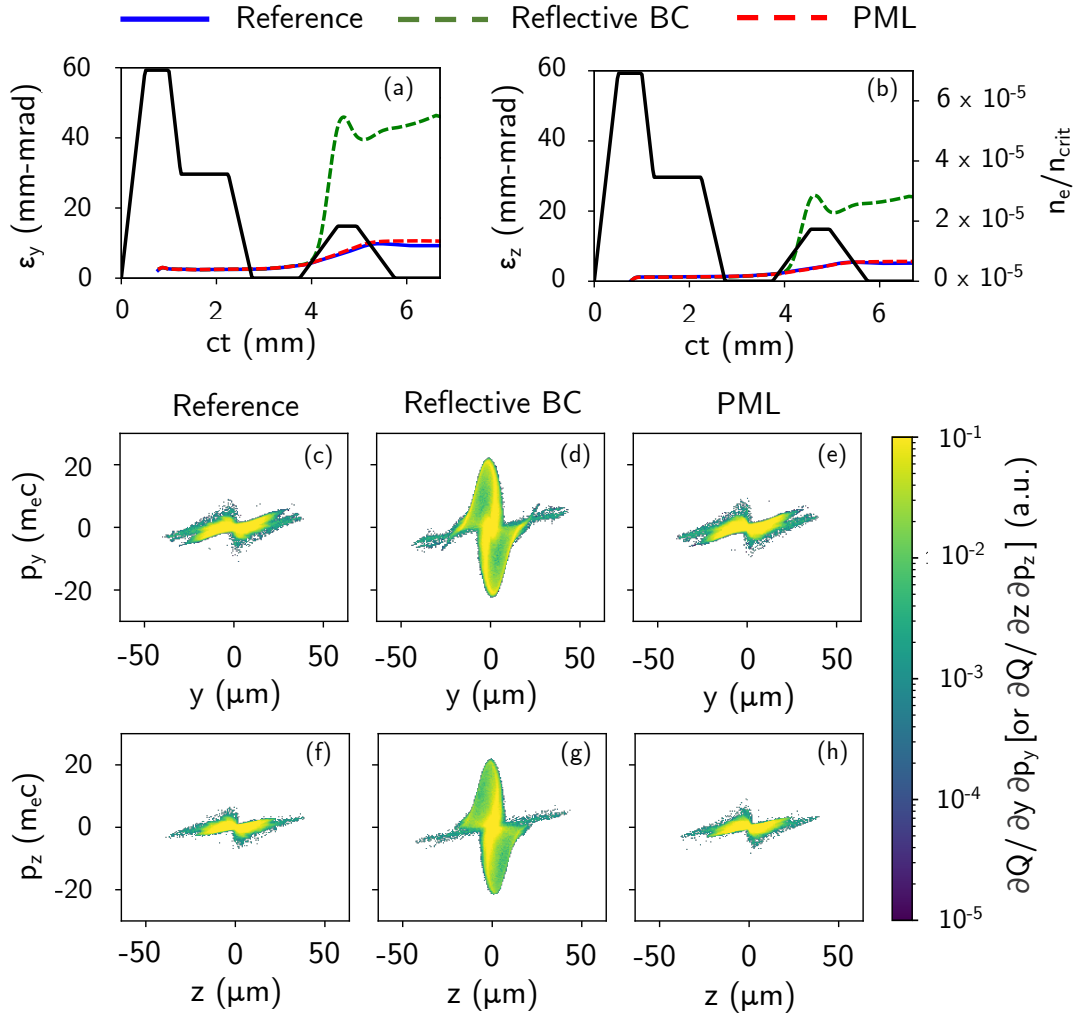 Reference Reflective BC PML
(a)
60
40
20
0
εy (mm-mrad)
0 2 4 6
ct (mm)
(b)
60
40
20
0
εz (mm-mrad)
0 2 4 6
ct (mm)
6 x 10-5
4 x 10-5
2 x 10-5
0 x 10-5
ne/ncrit
Reference Reflective BC PML
(c) (d) (e)
20
0
-20
py (mec)
-50 0 50 -50 0 50 -50 0 50
y (μm) y (μm) y (μm)
(f) (g) (h)
20
0
-20
pz (mec)
-50 0 50 -50 0 50 -50 0 50
z (μm) z (μm) z (μm)
10-1
10-2
10-3
10-4
10-5
∂Q/ ∂y ∂py [or ∂Q/ ∂z ∂pz] (a.u.)